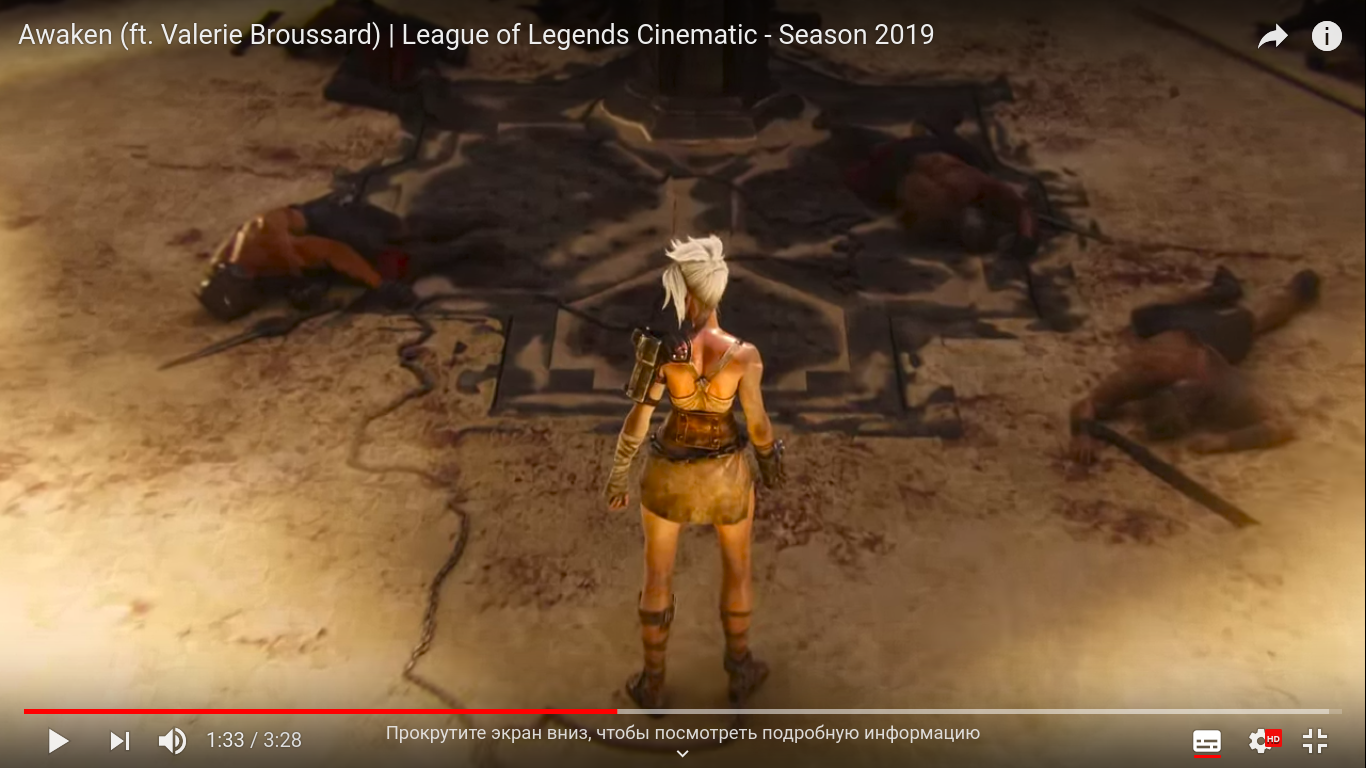 Awaken (ft. Valerie Broussard) | League of Legends Cinematic - Season 2019
1:33 / 3:28
Прокрутите экран вниз, чтобы посмотреть подробную информацию
HD